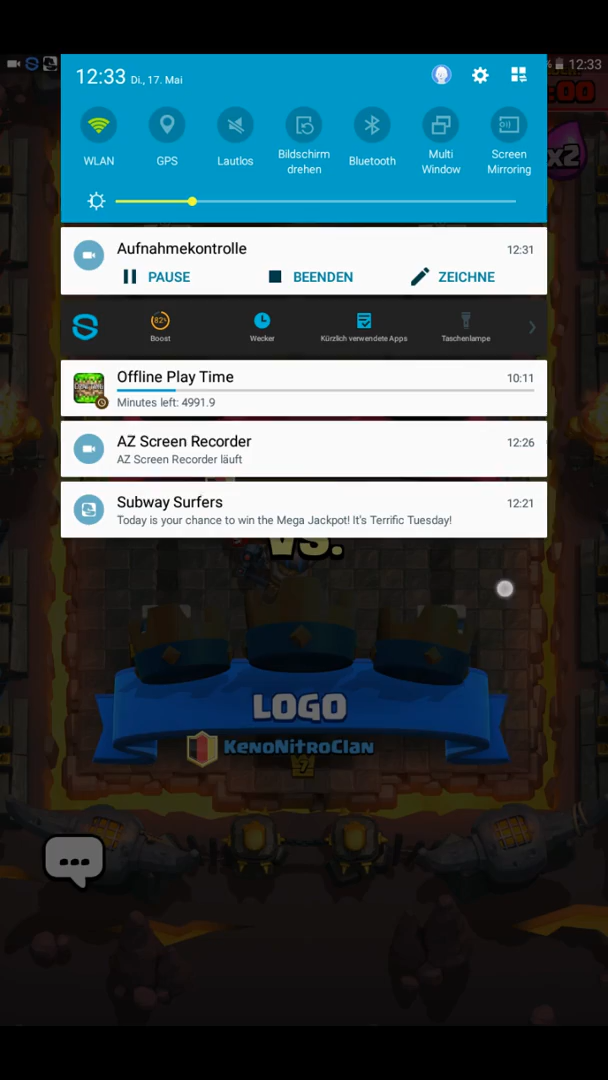 12:33
12:33 Di., 17. Mai
:00
x2
WLAN
GPS
Lautlos
Bildschirm drehen
Bluetooth
Multi Window
Screen Mirroring
Aufnahmekontrolle 12:31
PAUSE BEENDEN ZEICHNE
82%
Boost
Wecker
Kürzlich verwendete Apps
Taschenlampe
Offline Play Time 10:11
Minutes left: 4991.9
AZ Screen Recorder 12:26
AZ Screen Recorder läuft
Subway Surfers 12:21
Today is your chance to win the Mega Jackpot! It's Terrific Tuesday!
VS.
LOGO
KenoNitroClan
7
...